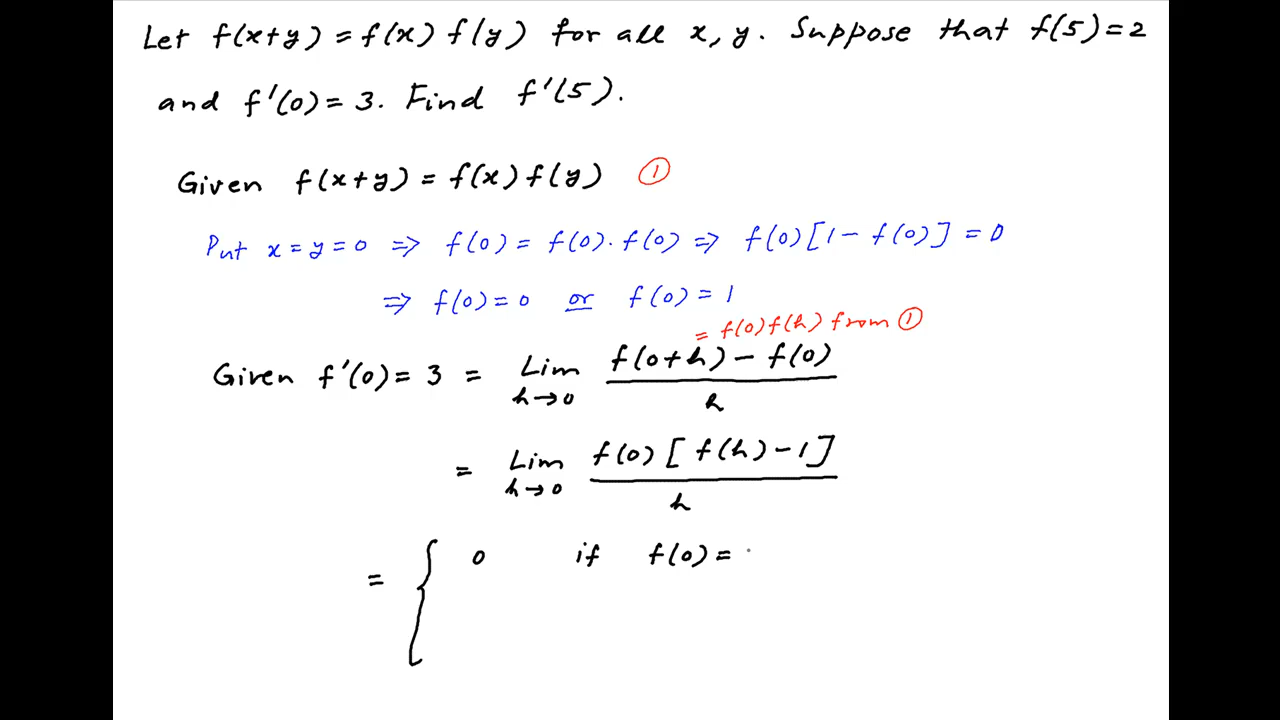 Let f(x+y) = f(x) f(y) for all x, y. Suppose that f(5) = 2
and f'(0) = 3. Find f'(5).
Given f(x+y) = f(x) f(y) ①
Put x = y = 0 ⇒ f(0) = f(0). f(0) ⇒ f(0) [1 - f(0)] = 0
⇒ f(0) = 0 or f(0) = 1
= f(0) f(h) from ①
Given f'(0) = 3 = Lim h→0 f(0+h) - f(0) / h
= Lim h→0 f(0) [f(h) - 1] / h
= { 0 if f(0) =